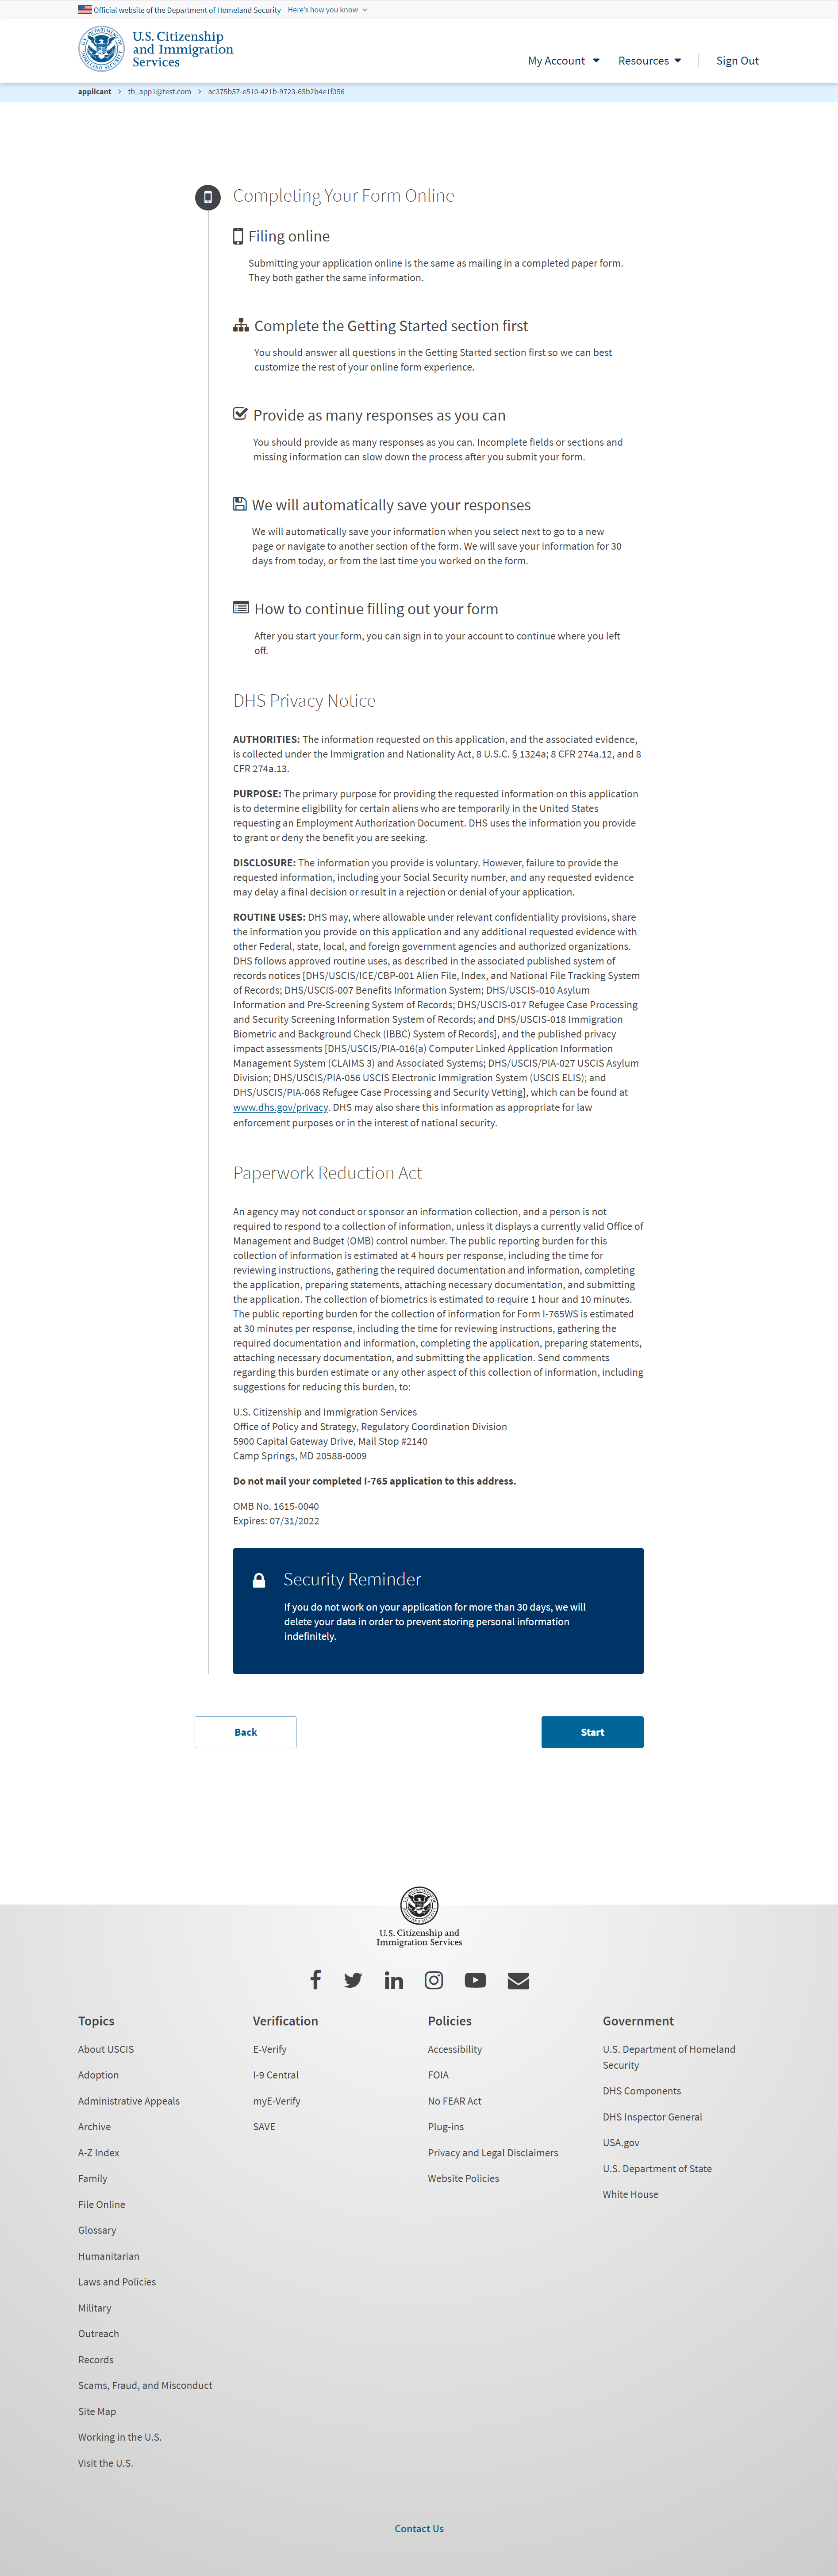 Official website of the Department of Homeland Security Here's how you know
U.S. Citizenship
and Immigration
Services
My Account Resources Sign Out
applicant > tb_app1@test.com > ac375b57-e510-421b-9723-65b2b4e1f356
Completing Your Form Online
Filing online
Submitting your application online is the same as mailing in a completed paper form.
They both gather the same information.
Complete the Getting Started section first
You should answer all questions in the Getting Started section first so we can best
customize the rest of your online form experience.
Provide as many responses as you can
You should provide as many responses as you can. Incomplete fields or sections and
missing information can slow down the process after you submit your form.
We will automatically save your responses
We will automatically save your information when you select next to go to a new
page or navigate to another section of the form. We will save your information for 30
days from today, or from the last time you worked on the form.
How to continue filling out your form
After you start your form, you can sign in to your account to continue where you left
off.
DHS Privacy Notice
AUTHORITIES: The information requested on this application, and the associated evidence,
is collected under the Immigration and Nationality Act, 8 U.S.C. § 1324a; 8 CFR 274a.12, and 8
CFR 274a.13.
PURPOSE: The primary purpose for providing the requested information on this application
is to determine eligibility for certain aliens who are temporarily in the United States
requesting an Employment Authorization Document. DHS uses the information you provide
to grant or deny the benefit you are seeking.
DISCLOSURE: The information you provide is voluntary. However, failure to provide the
requested information, including your Social Security number, and any requested evidence
may delay a final decision or result in a rejection or denial of your application.
ROUTINE USES: DHS may, where allowable under relevant confidentiality provisions, share
the information you provide on this application and any additional requested evidence with
other Federal, state, local, and foreign government agencies and authorized organizations.
DHS follows approved routine uses, as described in the associated published system of
records notices [DHS/USCIS/ICE/CBP-001 Alien File, Index, and National File Tracking System
of Records; DHS/USCIS-007 Benefits Information System; DHS/USCIS-010 Asylum
Information and Pre-Screening System of Records; DHS/USCIS-017 Refugee Case Processing
and Security Screening Information System of Records; and DHS/USCIS-018 Immigration
Biometric and Background Check (IBBC) System of Records], and the published privacy
impact assessments [DHS/USCIS/PIA-016(a) Computer Linked Application Information
Management System (CLAIMS 3) and Associated Systems; DHS/USCIS/PIA-027 USCIS Asylum
Division; DHS/USCIS/PIA-056 USCIS Electronic Immigration System (USCIS ELIS); and
DHS/USCIS/PIA-068 Refugee Case Processing and Security Vetting], which can be found at
www.dhs.gov/privacy. DHS may also share this information as appropriate for law
enforcement purposes or in the interest of national security.
Paperwork Reduction Act
An agency may not conduct or sponsor an information collection, and a person is not
required to respond to a collection of information, unless it displays a currently valid Office of
Management and Budget (OMB) control number. The public reporting burden for this
collection of information is estimated at 4 hours per response, including the time for
reviewing instructions, gathering the required documentation and information, completing
the application, preparing statements, attaching necessary documentation, and submitting
the application. The collection of biometrics is estimated to require 1 hour and 10 minutes.
The public reporting burden for the collection of information for Form I-765WS is estimated
at 30 minutes per response, including the time for reviewing instructions, gathering the
required documentation and information, completing the application, preparing statements,
attaching necessary documentation, and submitting the application. Send comments
regarding this burden estimate or any other aspect of this collection of information, including
suggestions for reducing this burden, to:
U.S. Citizenship and Immigration Services
Office of Policy and Strategy, Regulatory Coordination Division
5900 Capital Gateway Drive, Mail Stop #2140
Camp Springs, MD 20588-0009
Do not mail your completed I-765 application to this address.
OMB No. 1615-0040
Expires: 07/31/2022
Security Reminder
If you do not work on your application for more than 30 days, we will
delete your data in order to prevent storing personal information
indefinitely.
Back Start
U.S. Citizenship and
Immigration Services
Topics
About USCIS
Adoption
Administrative Appeals
Archive
A-Z Index
Family
File Online
Glossary
Humanitarian
Laws and Policies
Military
Outreach
Records
Scams, Fraud, and Misconduct
Site Map
Working in the U.S.
Visit the U.S.
Verification
E-Verify
I-9 Central
myE-Verify
SAVE
Policies
Accessibility
FOIA
No FEAR Act
Plug-ins
Privacy and Legal Disclaimers
Website Policies
Government
U.S. Department of Homeland
Security
DHS Components
DHS Inspector General
USA.gov
U.S. Department of State
White House
Contact Us